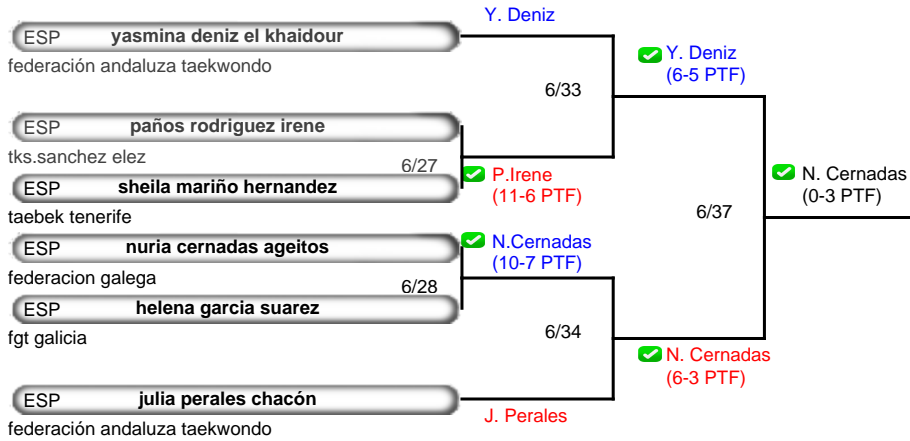 Y. Deniz
ESP yasmina deniz el khaidour
federación andaluza taekwondo
6/33
Y. Deniz
(6-5 PTF)
ESP paños rodriguez irene
tks.sanchez elez
6/27
P.Irene
(11-6 PTF)
ESP sheila mariño hernandez
taebek tenerife
6/37
N. Cernadas
(0-3 PTF)
ESP nuria cernadas ageitos
federacion galega
6/28
N.Cernadas
(10-7 PTF)
ESP helena garcia suarez
fgt galicia
6/34
N. Cernadas
(6-3 PTF)
ESP julia perales chacón
federación andaluza taekwondo
J. Perales